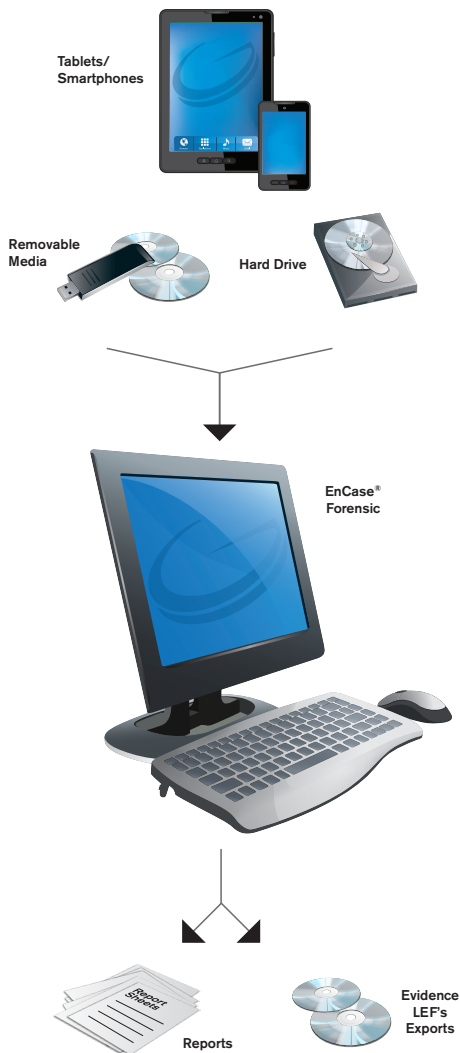 Tablets/
Smartphones
Removable
Media
Hard Drive
EnCase®
Forensic
Report
Sheets
Reports
Evidence
LEF's
Exports